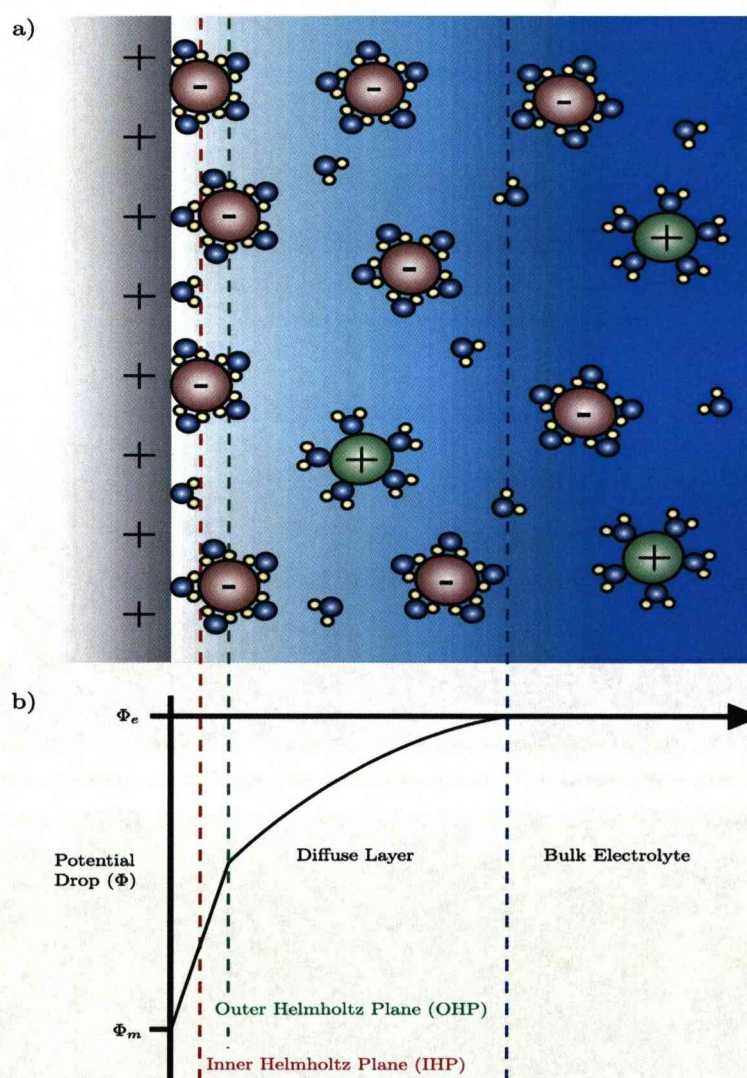 a)
+
-
-
-
+
+
-
+
-
+
-
+
-
+
-
+
+
+
-
-
+
+
b)
Φe
Potential
Drop (Φ)
Diffuse Layer
Bulk Electrolyte
Φm
Outer Helmholtz Plane (OHP)
Inner Helmholtz Plane (IHP)